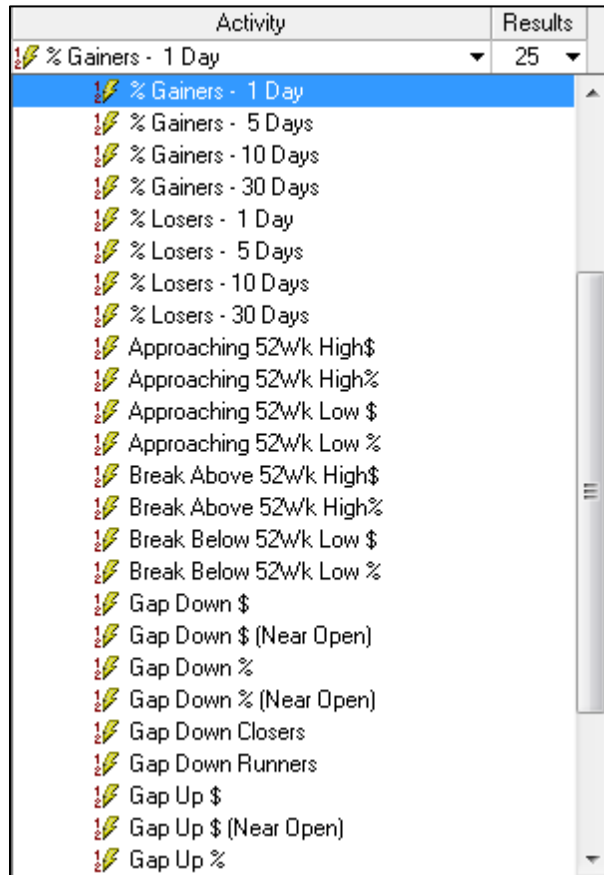 Activity Results
% Gainers - 1 Day 25
% Gainers - 1 Day
% Gainers - 5 Days
% Gainers - 10 Days
% Gainers - 30 Days
% Losers - 1 Day
% Losers - 5 Days
% Losers - 10 Days
% Losers - 30 Days
Approaching 52Wk High$
Approaching 52Wk High%
Approaching 52Wk Low $
Approaching 52Wk Low %
Break Above 52Wk High$
Break Above 52Wk High%
Break Below 52Wk Low $
Break Below 52Wk Low %
Gap Down $
Gap Down $ (Near Open)
Gap Down %
Gap Down % (Near Open)
Gap Down Closers
Gap Down Runners
Gap Up $
Gap Up $ (Near Open)
Gap Up %